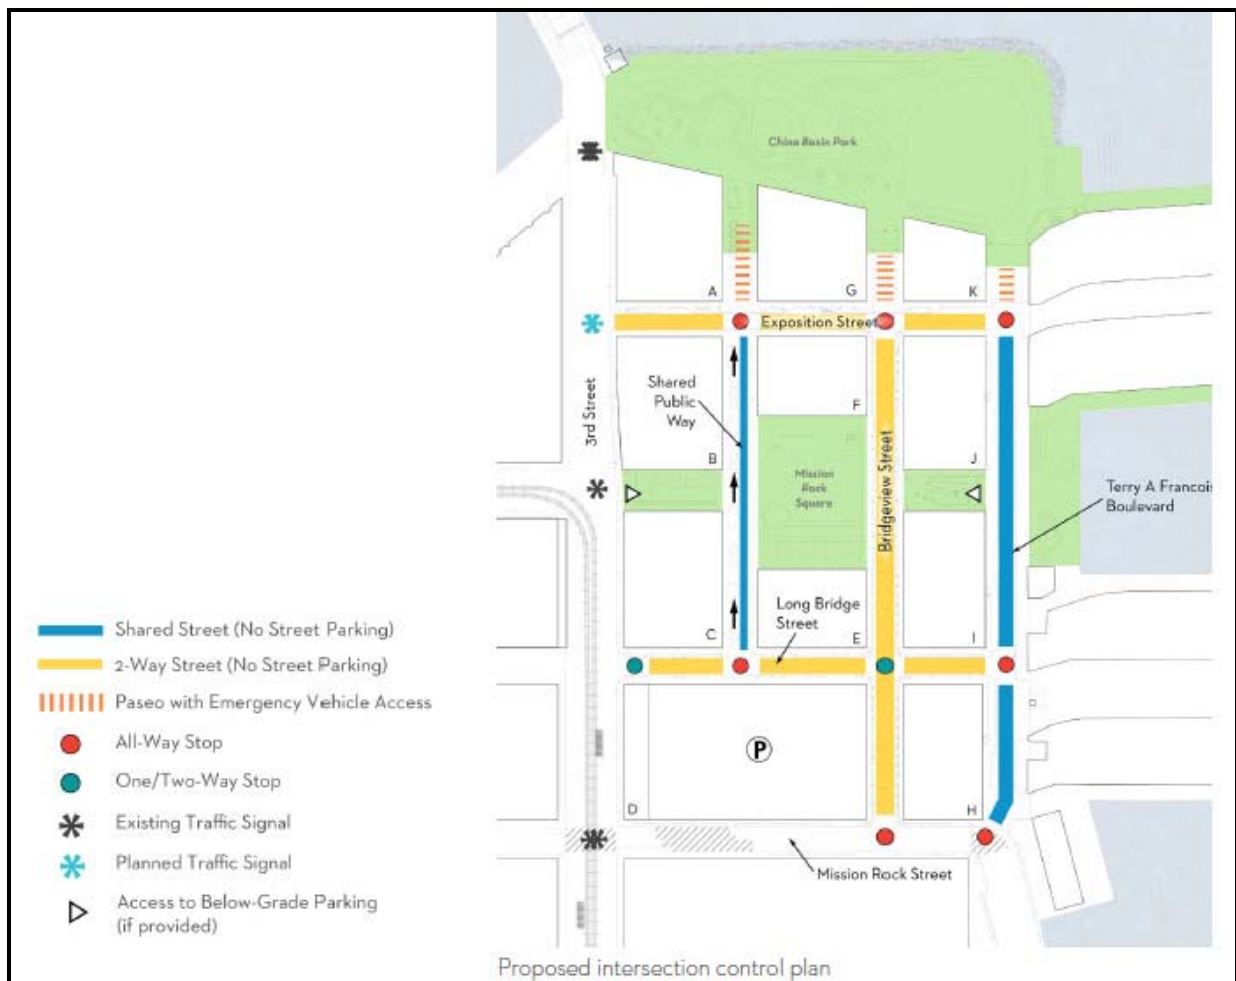 China Basin Park
A
G
K
Exposition Street
3rd Street
Shared
Public
Way
F
B
J
Mission
Rock
Square
Bridgeview Street
Terry A Francois
Boulevard
Long Bridge
Street
C
E
I
Shared Street (No Street Parking)
2-Way Street (No Street Parking)
Paseo with Emergency Vehicle Access
All-Way Stop
One/Two-Way Stop
Existing Traffic Signal
Planned Traffic Signal
Access to Below-Grade Parking
(if provided)
P
D
H
Mission Rock Street
Proposed intersection control plan